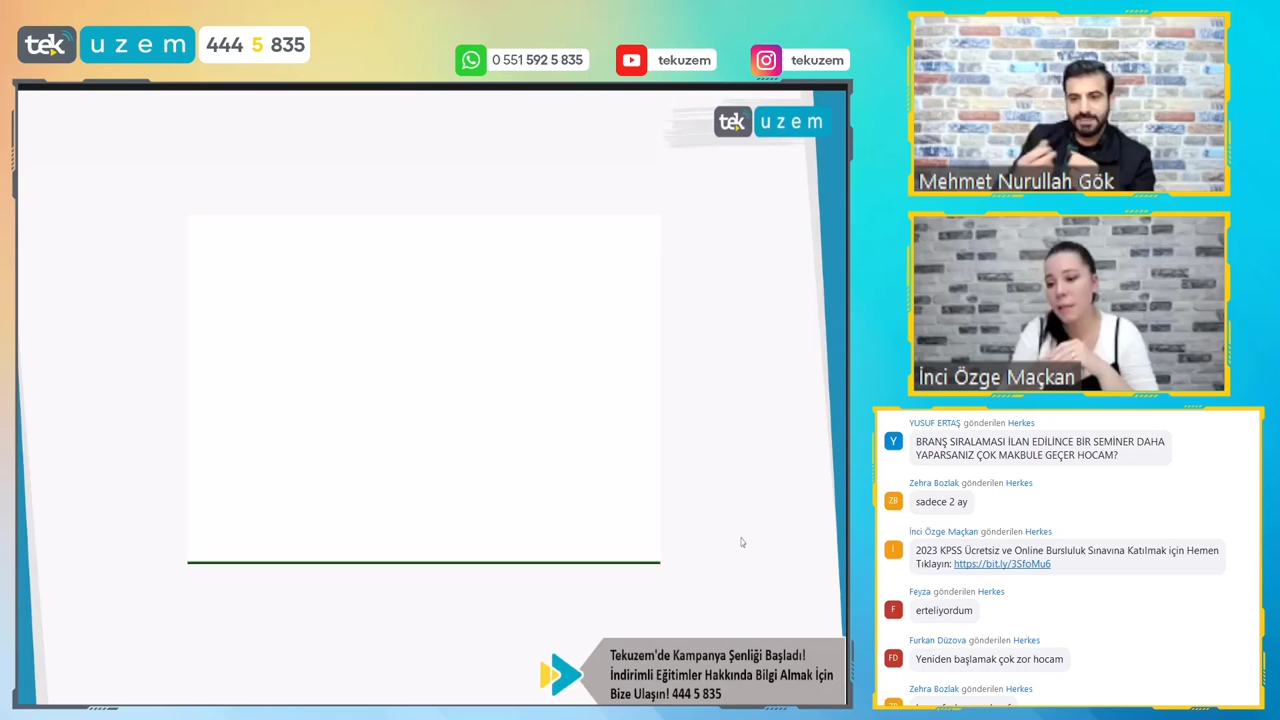 tek uzem 444 5 835
0 551 592 5 835
tekuzem
tekuzem
tek uzem
Mehmet Nurullah Gök
İnci Özge Maçkan
YUSUF ERTAŞ gönderilen Herkes
Y
BRANŞ SIRALAMASI İLAN EDİLİNCE BİR SEMİNER DAHA
YAPARSANIZ ÇOK MAKBULE GEÇER HOCAM?
Zehra Bozlak gönderilen Herkes
ZB
sadece 2 ay
İnci Özge Maçkan gönderilen Herkes
İ
2023 KPSS Ücretsiz ve Online Bursluluk Sınavına Katılmak için Hemen
Tıklayın: https://bit.ly/3SfoMu6
Feyza gönderilen Herkes
F
erteliyordum
Furkan Düzova gönderilen Herkes
FD
Yeniden başlamak çok zor hocam
Zehra Bozlak gönderilen Herkes
Tekuzem'de Kampanya Şenliği Başladı!
İndirimli Eğitimler Hakkında Bilgi Almak İçin
Bize Ulaşın! 444 5 835